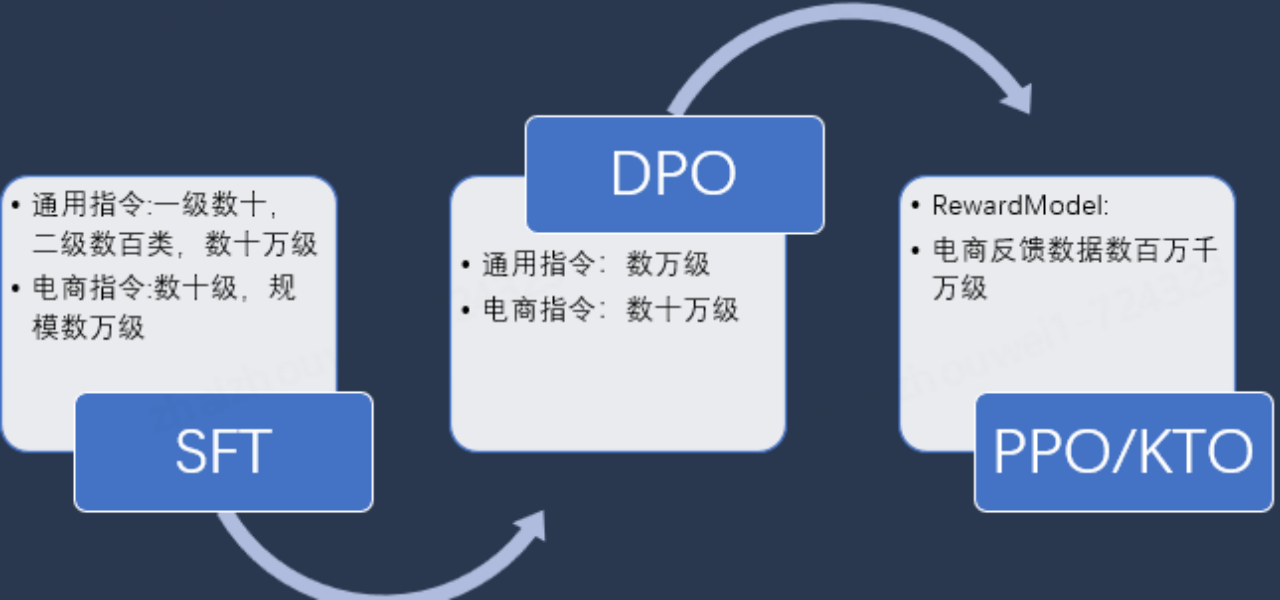 通用指令:一级数十,
二级数百类，数十万级
电商指令:数十级，规
模数万级
SFT
DPO
通用指令：数万级
电商指令：数十万级
RewardModel:
电商反馈数据数百万千
万级
PPO/KTO